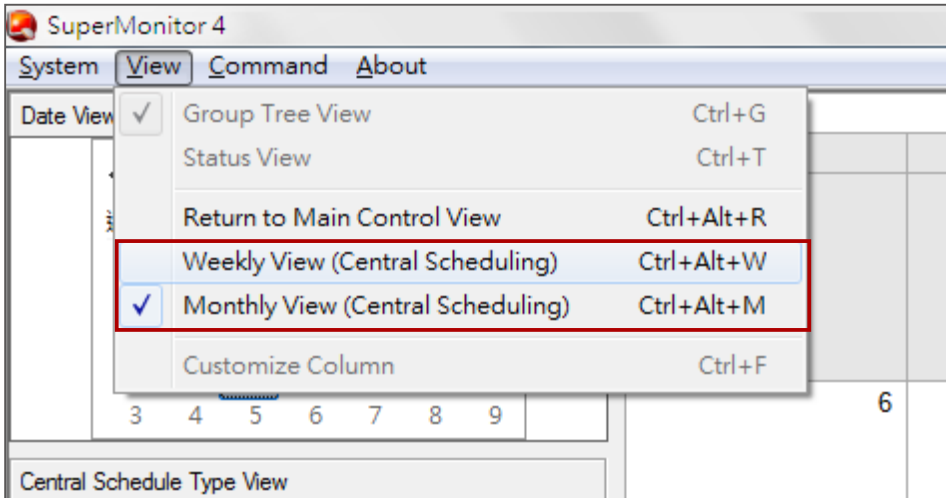 SuperMonitor 4
System View Command About
Date View
Group Tree View Ctrl+G
Status View Ctrl+T
Return to Main Control View Ctrl+Alt+R
Weekly View (Central Scheduling) Ctrl+Alt+W
Monthly View (Central Scheduling) Ctrl+Alt+M
Customize Column Ctrl+F
6
3 4 5 6 7 8 9
Central Schedule Type View